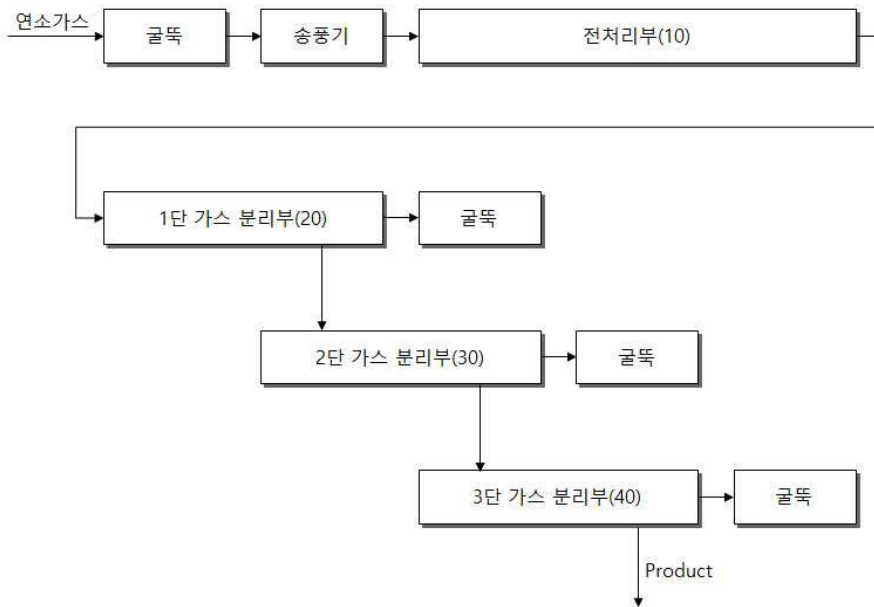 연소가스
굴뚝
송풍기
전처리부(10)
1단 가스 분리부(20)
굴뚝
2단 가스 분리부(30)
굴뚝
3단 가스 분리부(40)
굴뚝
Product